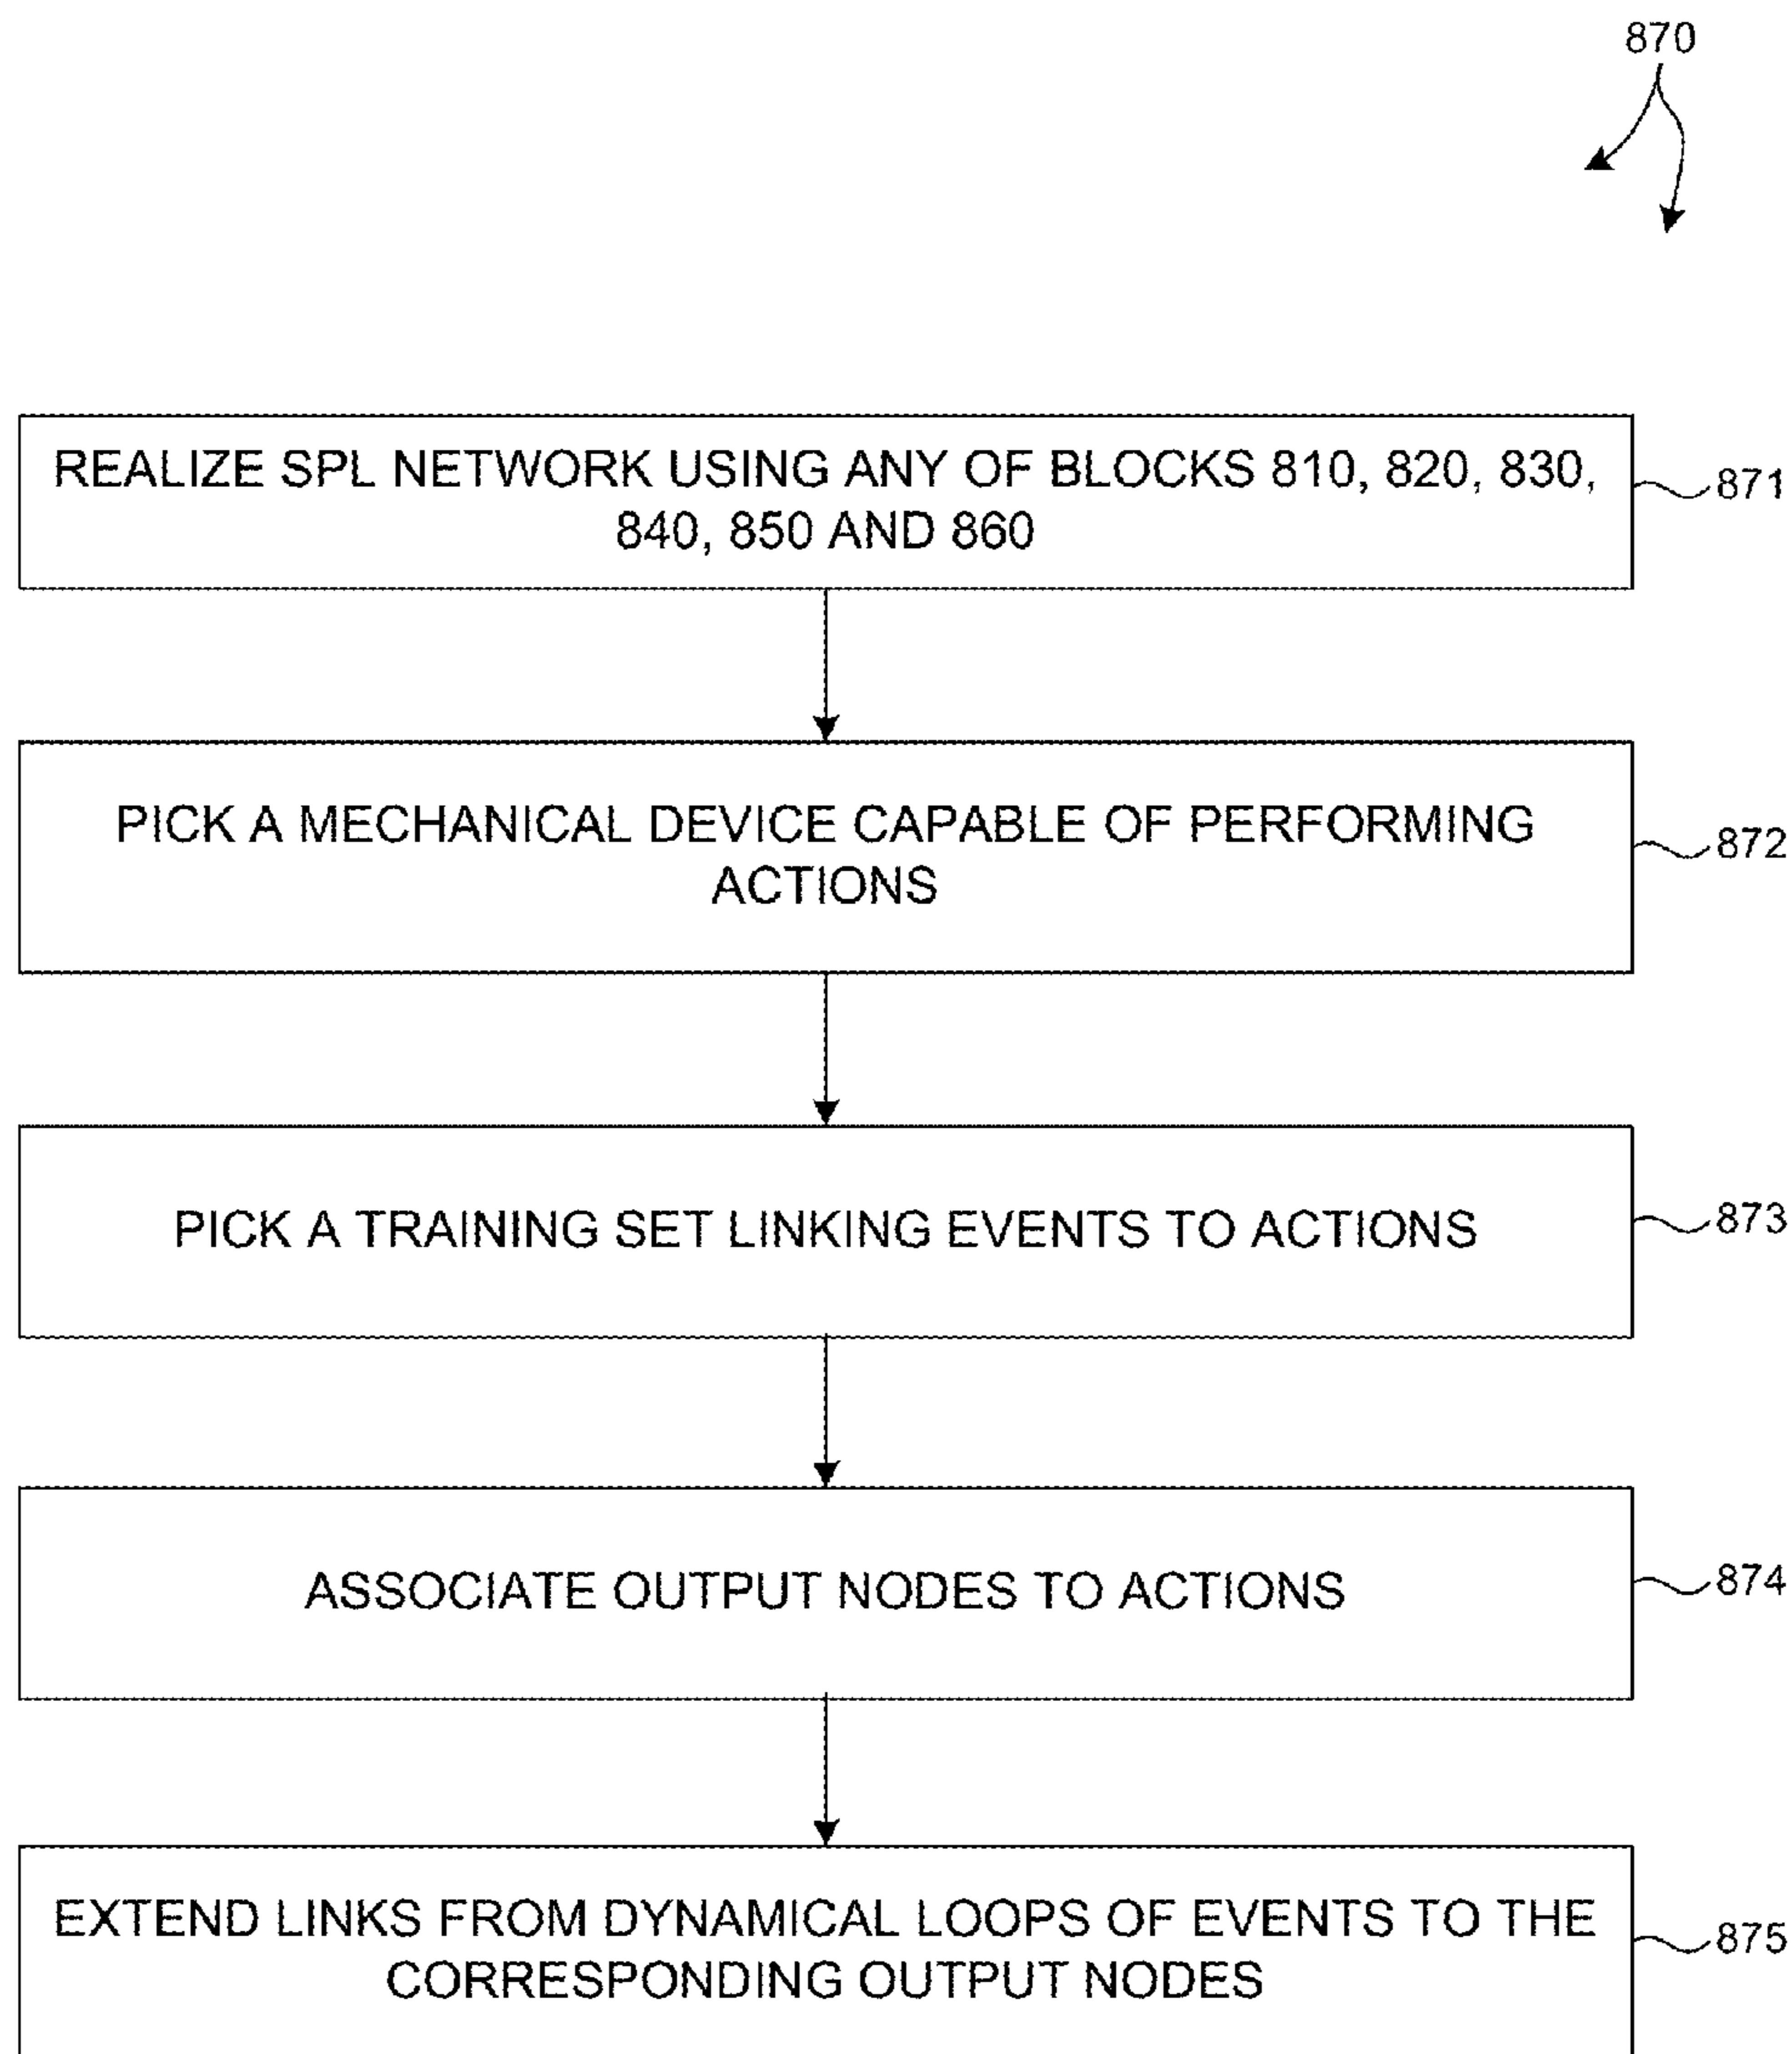 870
REALIZE SPL NETWORK USING ANY OF BLOCKS 810, 820, 830,
840, 850 AND 860
871
PICK A MECHANICAL DEVICE CAPABLE OF PERFORMING
ACTIONS
872
PICK A TRAINING SET LINKING EVENTS TO ACTIONS
873
ASSOCIATE OUTPUT NODES TO ACTIONS
874
EXTEND LINKS FROM DYNAMICAL LOOPS OF EVENTS TO THE
CORRESPONDING OUTPUT NODES
875